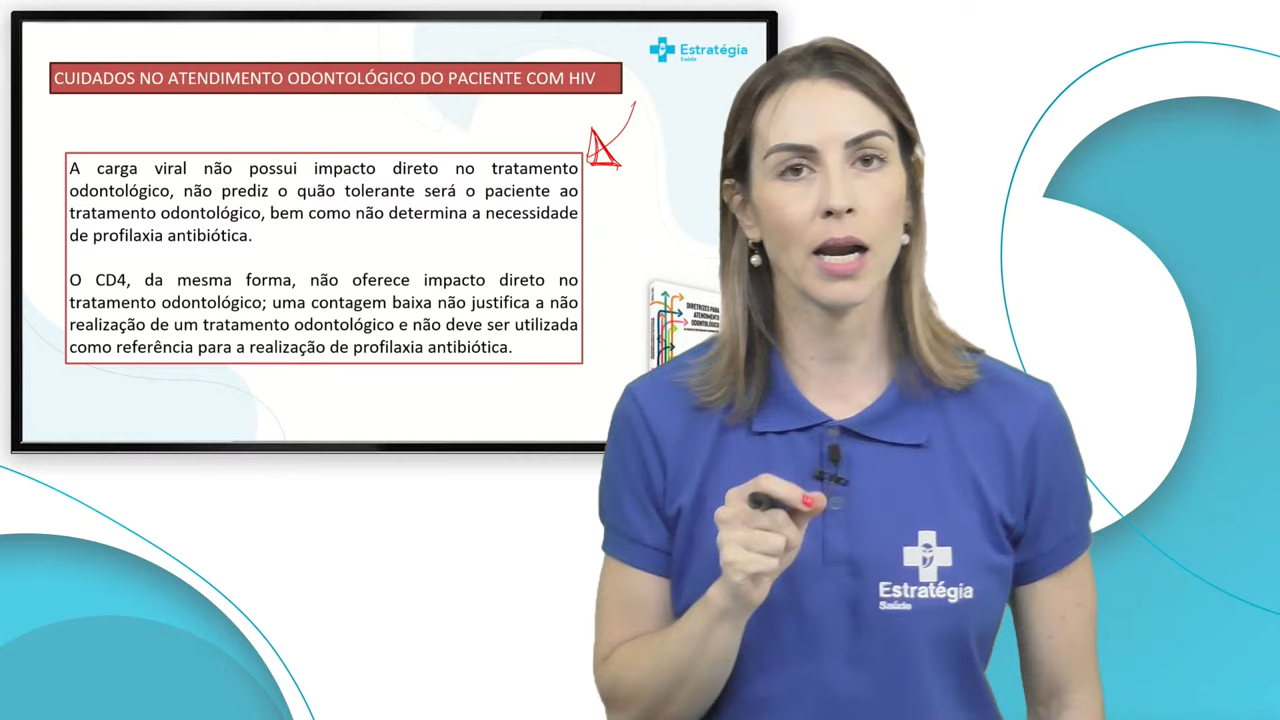 Estratégia
Saúde
CUIDADOS NO ATENDIMENTO ODONTOLÓGICO DO PACIENTE COM HIV
A carga viral não possui impacto direto no tratamento
odontológico, não prediz o quão tolerante será o paciente ao
tratamento odontológico, bem como não determina a necessidade
de profilaxia antibiótica.
O CD4, da mesma forma, não oferece impacto direto no
tratamento odontológico; uma contagem baixa não justifica a não
realização de um tratamento odontológico e não deve ser utilizada
como referência para a realização de profilaxia antibiótica.
DIRETRIZES PARA
ATENDIMENTO
ODONTOLÓGICO
Estratégia
Saúde